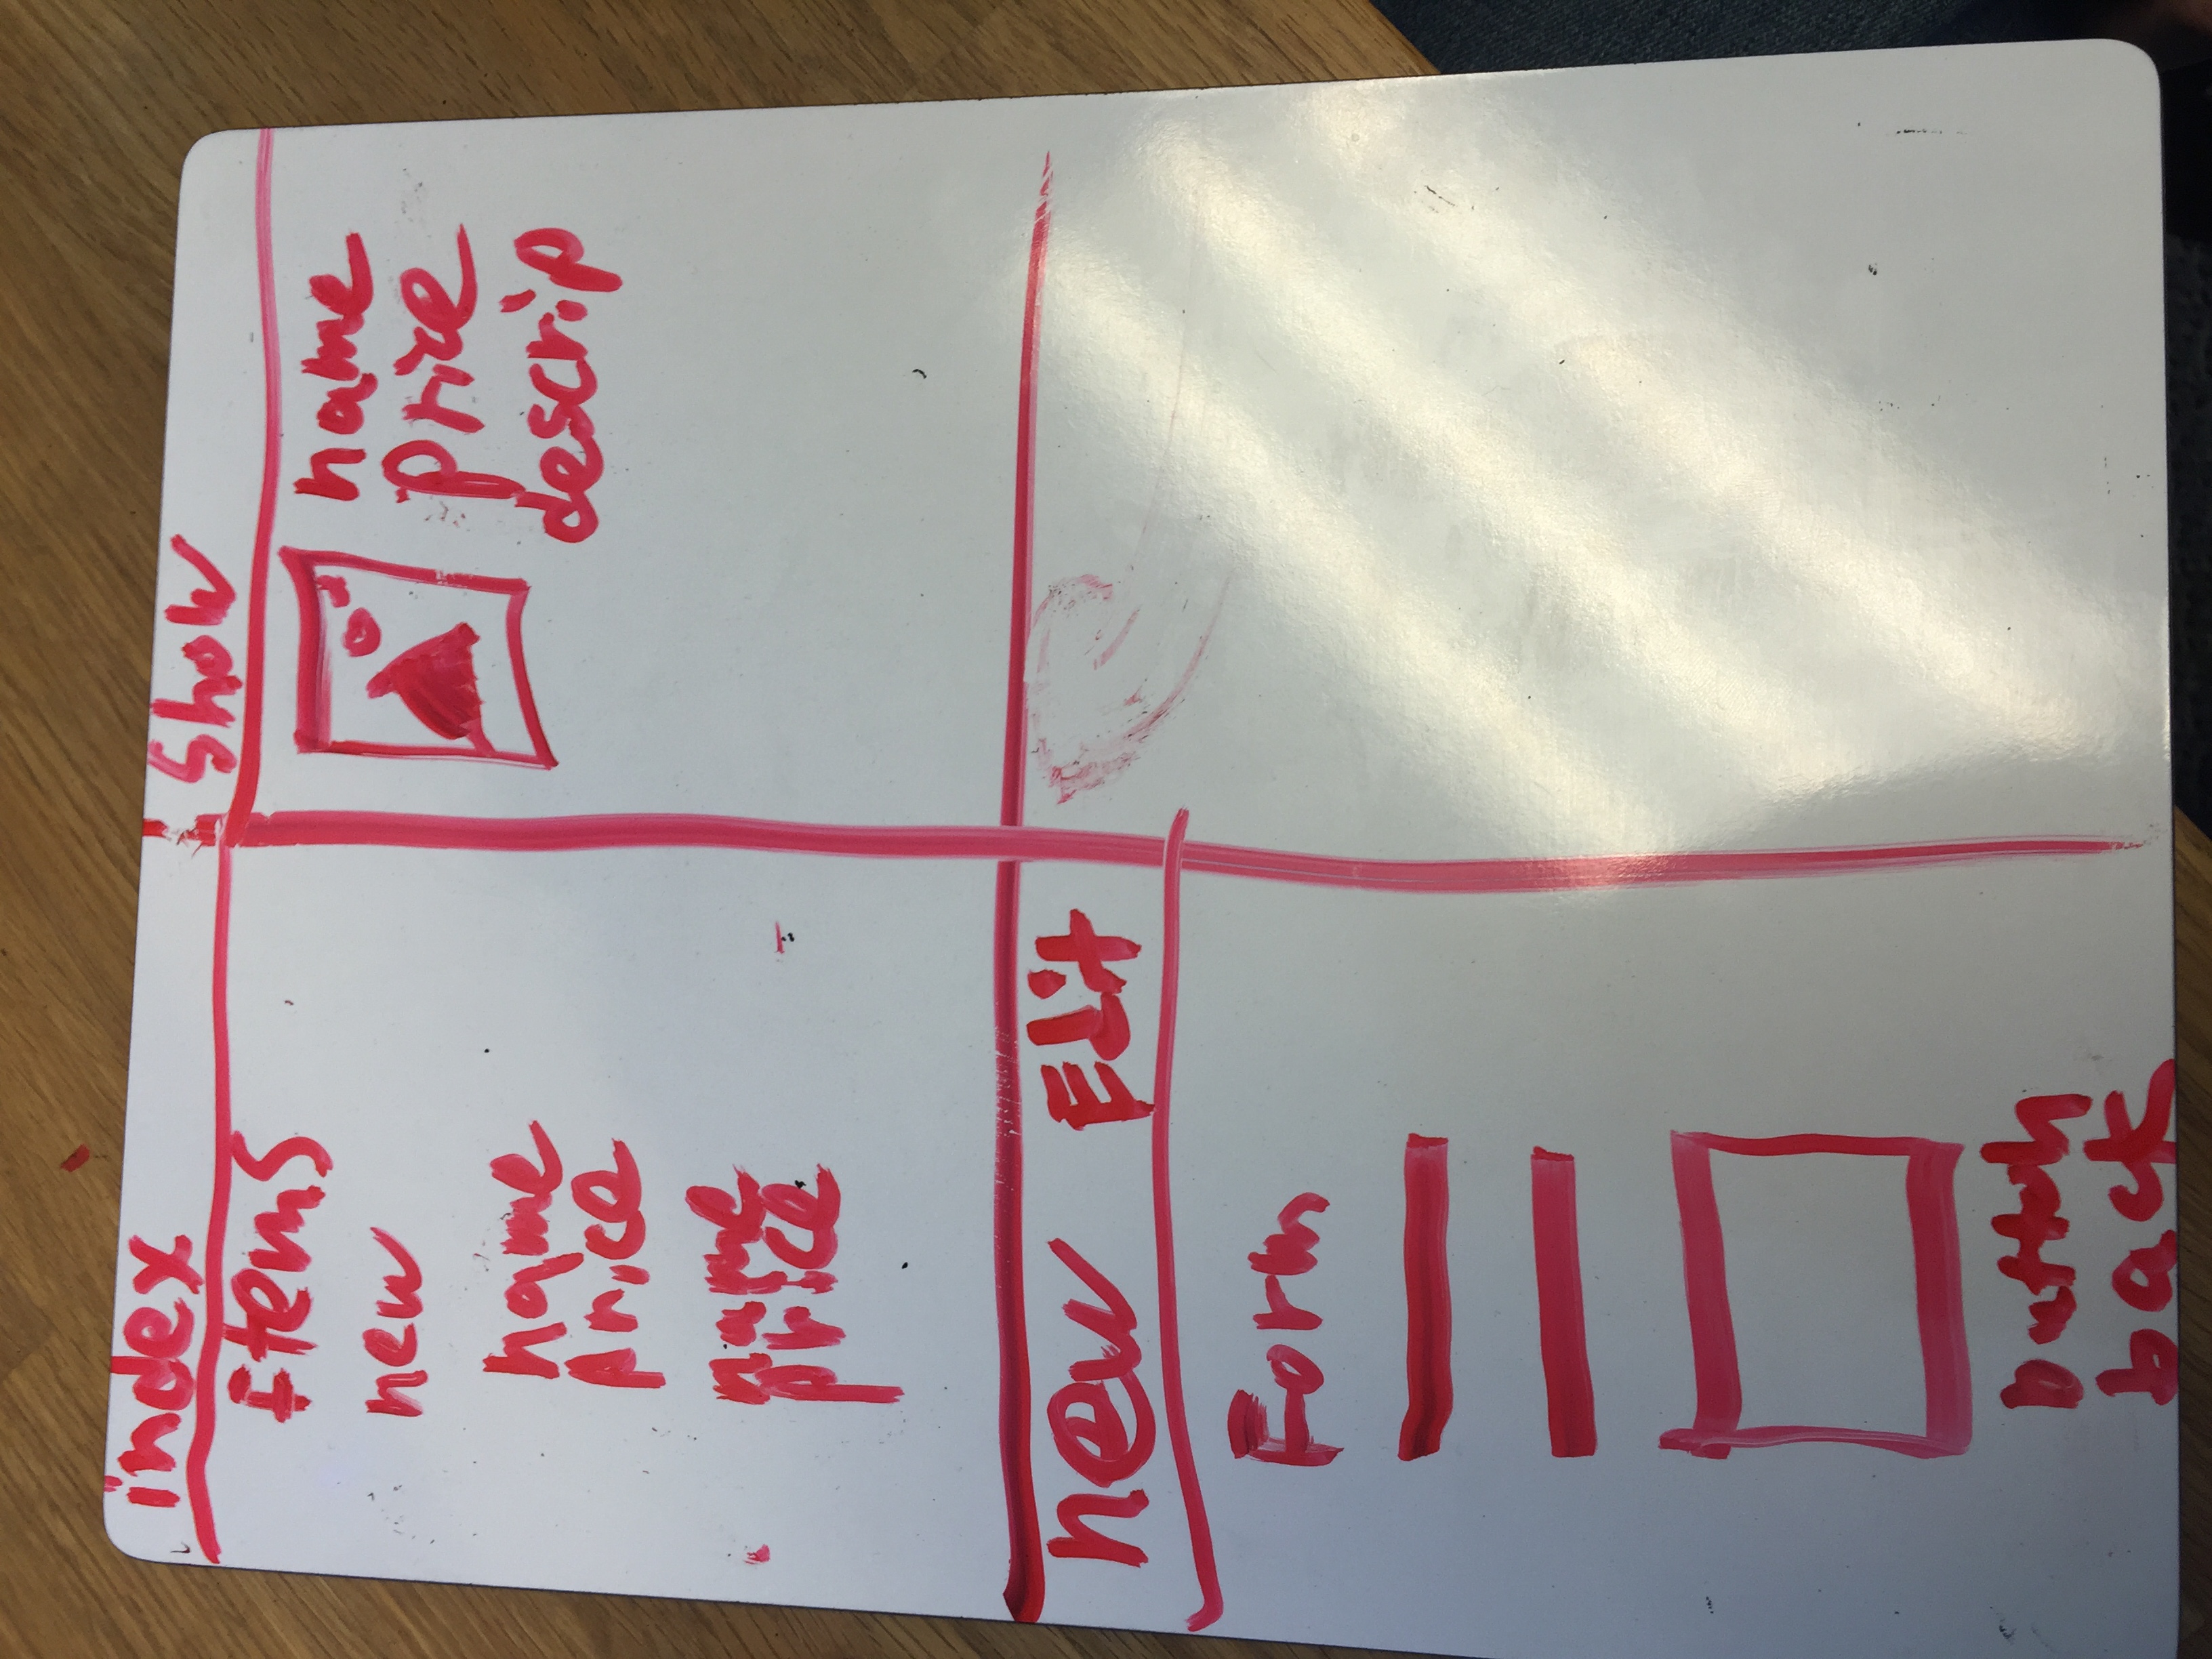 index
Items
new
name
price
name
price
Show
name
price
descrip
new Edit
Form
button
back